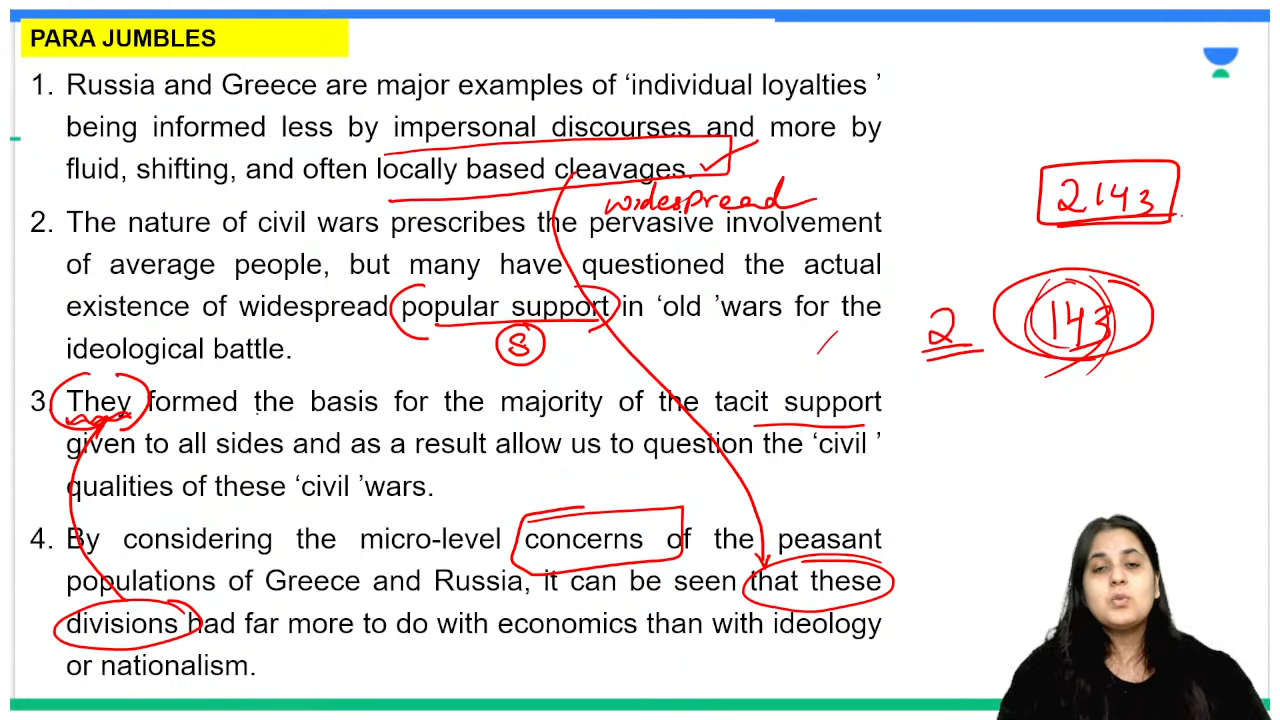 PARA JUMBLES
1. Russia and Greece are major examples of ‘individual loyalties ’
being informed less by impersonal discourses and more by
fluid, shifting, and often locally based cleavages.
widespread
2143
2. The nature of civil wars prescribes the pervasive involvement
of average people, but many have questioned the actual
existence of widespread popular support in ‘old ’wars for the
ideological battle.
S
2 143
3. They formed the basis for the majority of the tacit support
given to all sides and as a result allow us to question the ‘civil ’
qualities of these ‘civil ’wars.
4. By considering the micro-level concerns of the peasant
populations of Greece and Russia, it can be seen that these
divisions had far more to do with economics than with ideology
or nationalism.